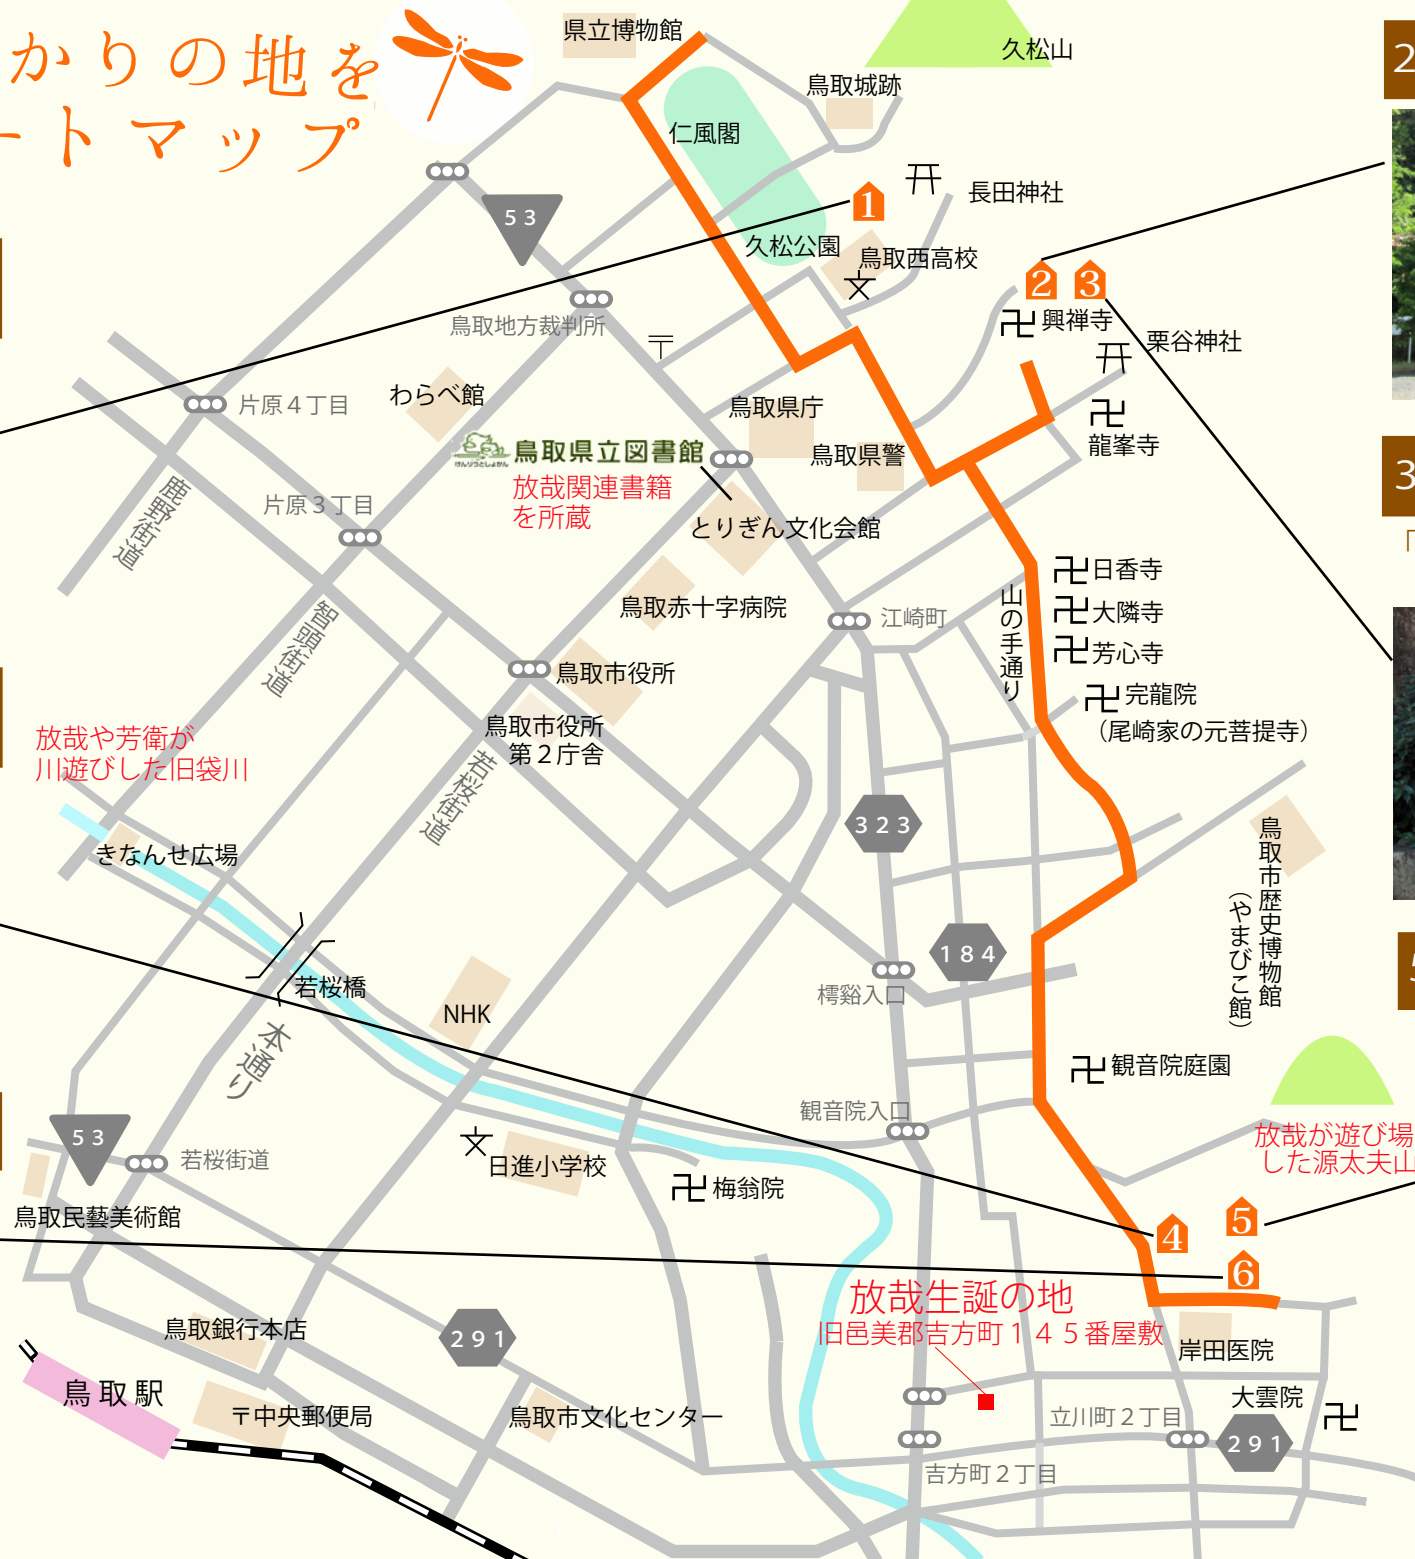 かりの地を
ートマップ
県立博物館
久松山
2
鳥取城跡
仁風閣
53
1
長田神社
久松公園
鳥取西高校
2
3
興禅寺
鳥取地方裁判所
〒
栗谷神社
わらべ館
片原４丁目
鳥取県庁
龍峯寺
鳥取県立図書館
けんりつとしょかん
鳥取県警
3
放哉関連書籍
を所蔵
鹿野街道
片原３丁目
とりぎん文化会館
「
日香寺
鳥取赤十字病院
江崎町
山の手通り
大隣寺
智頭街道
芳心寺
鳥取市役所
完龍院
（尾崎家の元菩提寺）
鳥取市役所
第２庁舎
放哉や芳衛が
川遊びした旧袋川
若桜街道
323
鳥取市歴史博物館
（やまびこ館）
きなんせ広場
184
5
若桜橋
樗谿入口
NHK
本通り
観音院庭園
観音院入口
53
若桜街道
放哉が遊び場
した源太夫山
日進小学校
梅翁院
鳥取民藝美術館
4
5
6
放哉生誕の地
旧邑美郡吉方町１４５番屋敷
鳥取銀行本店
291
岸田医院
鳥取駅
大雲院
〒中央郵便局
鳥取市文化センター
立川町２丁目
291
吉方町２丁目